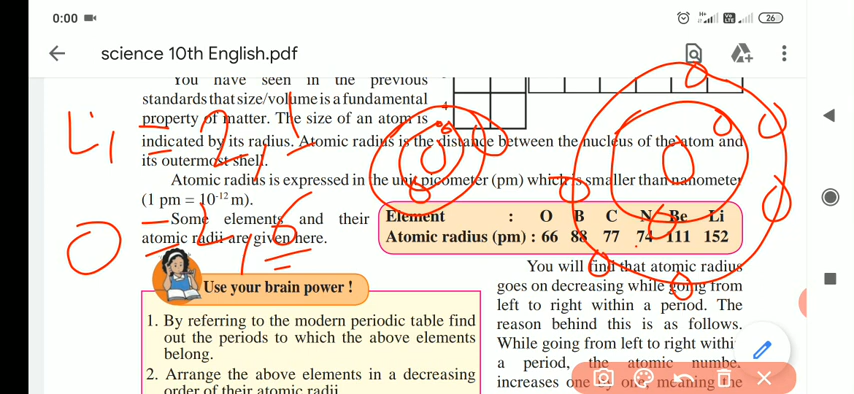 0:00
26
science 10th English.pdf
You have seen in the previous
standards that size/volume is a fundamental
property of matter. The size of an atom is
indicated by its radius. Atomic radius is the distance between the nucleus of the atom and
its outermost shell.
Atomic radius is expressed in the unit picometer (pm) which is smaller than nanometer
(1 pm = 10-12 m).
Some elements and their
atomic radii are given here.
Element : O B C N Be Li
Atomic radius (pm) : 66 88 77 74 111 152
Li = 2,1
O = 2,6
Use your brain power !
1. By referring to the modern periodic table find
out the periods to which the above elements
belong.
2. Arrange the above elements in a decreasing
order of their atomic radii.
You will find that atomic radius
goes on decreasing while going from
left to right within a period. The
reason behind this is as follows.
While going from left to right withi
a period, the atomic numbe
increases one by one, meaning the